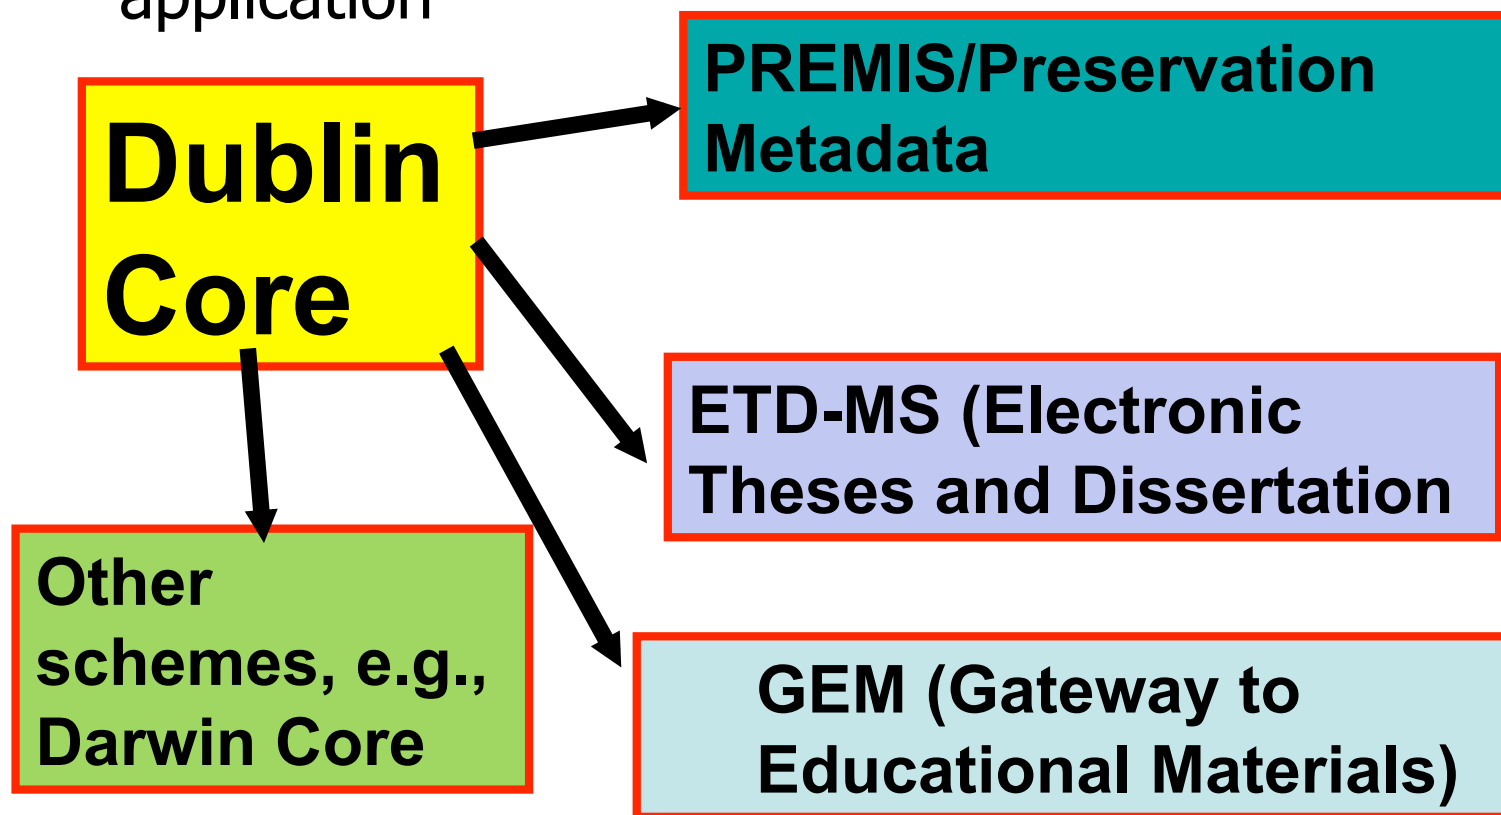 application
Dublin
Core
PREMIS/Preservation
Metadata
ETD-MS (Electronic
Theses and Dissertation
Other
schemes, e.g.,
Darwin Core
GEM (Gateway to
Educational Materials)